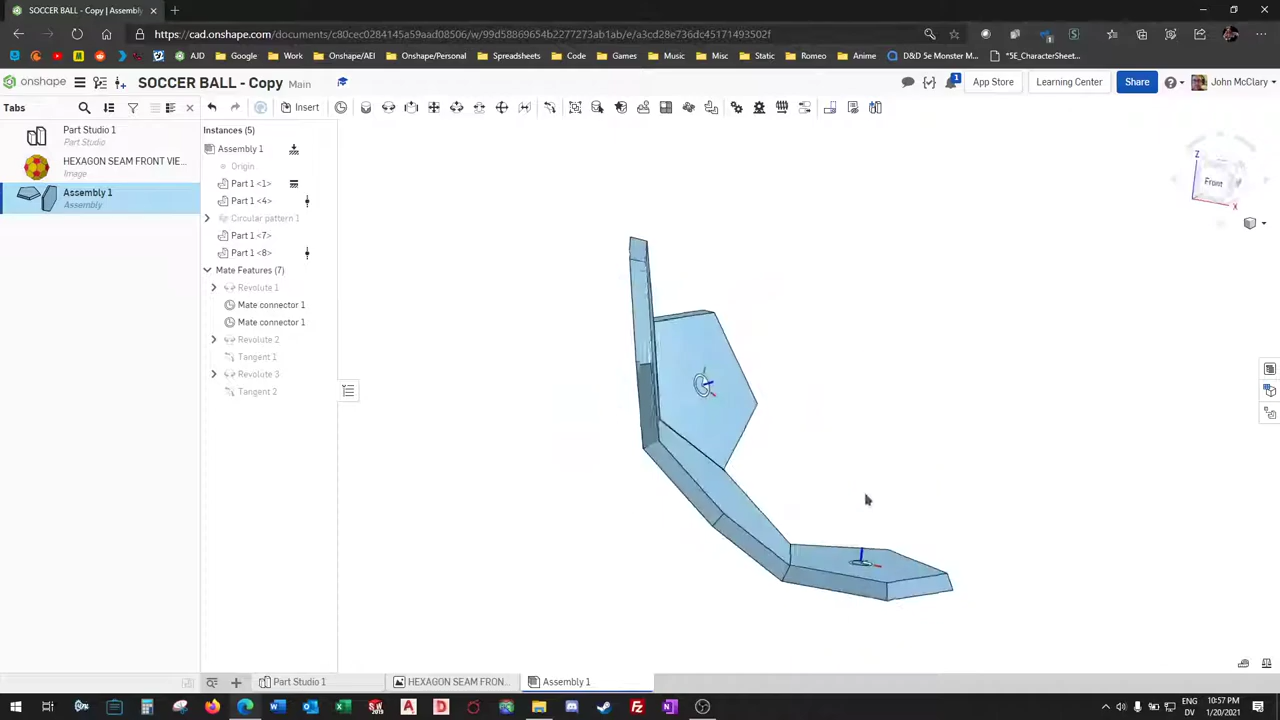 SOCCER BALL - Copy | Assembly
https://cad.onshape.com/documents/c80cec0284145a59aad08506/w/99d58869654b2277273ab1ab/e/a3cd28e736dc45171493502f
AJD
Google
Work
Onshape/AEI
Onshape/Personal
Spreadsheets
Code
Games
Music
Misc
Static
Romeo
Anime
D&D 5e Monster M...
*5E_CharacterSheet...
onshape
SOCCER BALL - Copy Main
1
App Store
Learning Center
Share
John McClary
Tabs
Insert
Part Studio 1
Part Studio
HEXAGON SEAM FRONT VIE...
Image
Assembly 1
Assembly
Instances (5)
Assembly 1
Origin
Part 1 <1>
Part 1 <4>
Circular pattern 1
Part 1 <7>
Part 1 <8>
Mate Features (7)
Revolute 1
Mate connector 1
Mate connector 1
Revolute 2
Tangent 1
Revolute 3
Tangent 2
Z
Front
X
Part Studio 1
HEXAGON SEAM FRON...
Assembly 1
ENG
DV
10:57 PM
1/20/2021